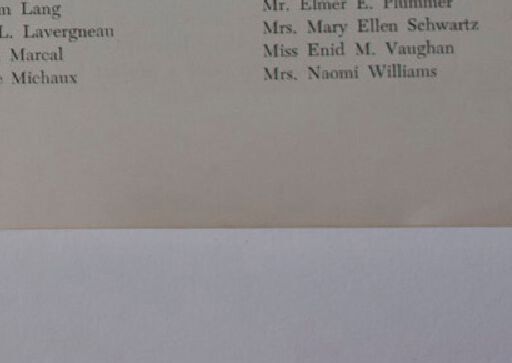 m Lang
L. Lavergneau
Marcal
Michaux
Mr. Elmer E. Plummer
Mrs. Mary Ellen Schwartz
Miss Enid M. Vaughan
Mrs. Naomi Williams